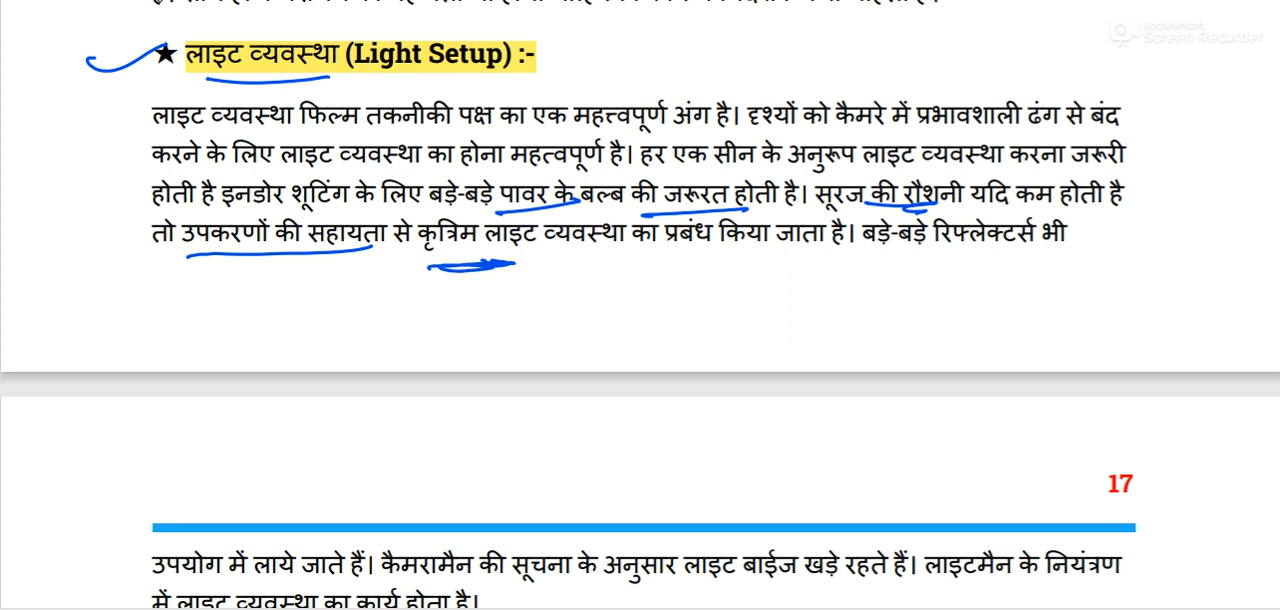 ★ लाइट व्यवस्था (Light Setup) :-
Apowersoft
Screen Recorder
लाइट व्यवस्था फिल्म तकनीकी पक्ष का एक महत्त्वपूर्ण अंग है। दृश्यों को कैमरे में प्रभावशाली ढंग से बंद
करने के लिए लाइट व्यवस्था का होना महत्वपूर्ण है। हर एक सीन के अनुरूप लाइट व्यवस्था करना जरूरी
होती है इनडोर शूटिंग के लिए बड़े-बड़े पावर के बल्ब की जरूरत होती है। सूरज की रौशनी यदि कम होती है
तो उपकरणों की सहायता से कृत्रिम लाइट व्यवस्था का प्रबंध किया जाता है। बड़े-बड़े रिफ्लेक्टर्स भी
17
उपयोग में लाये जाते हैं। कैमरामैन की सूचना के अनुसार लाइट बाईज खड़े रहते हैं। लाइटमैन के नियंत्रण
में लाइट व्यवस्था का कार्य होता है।